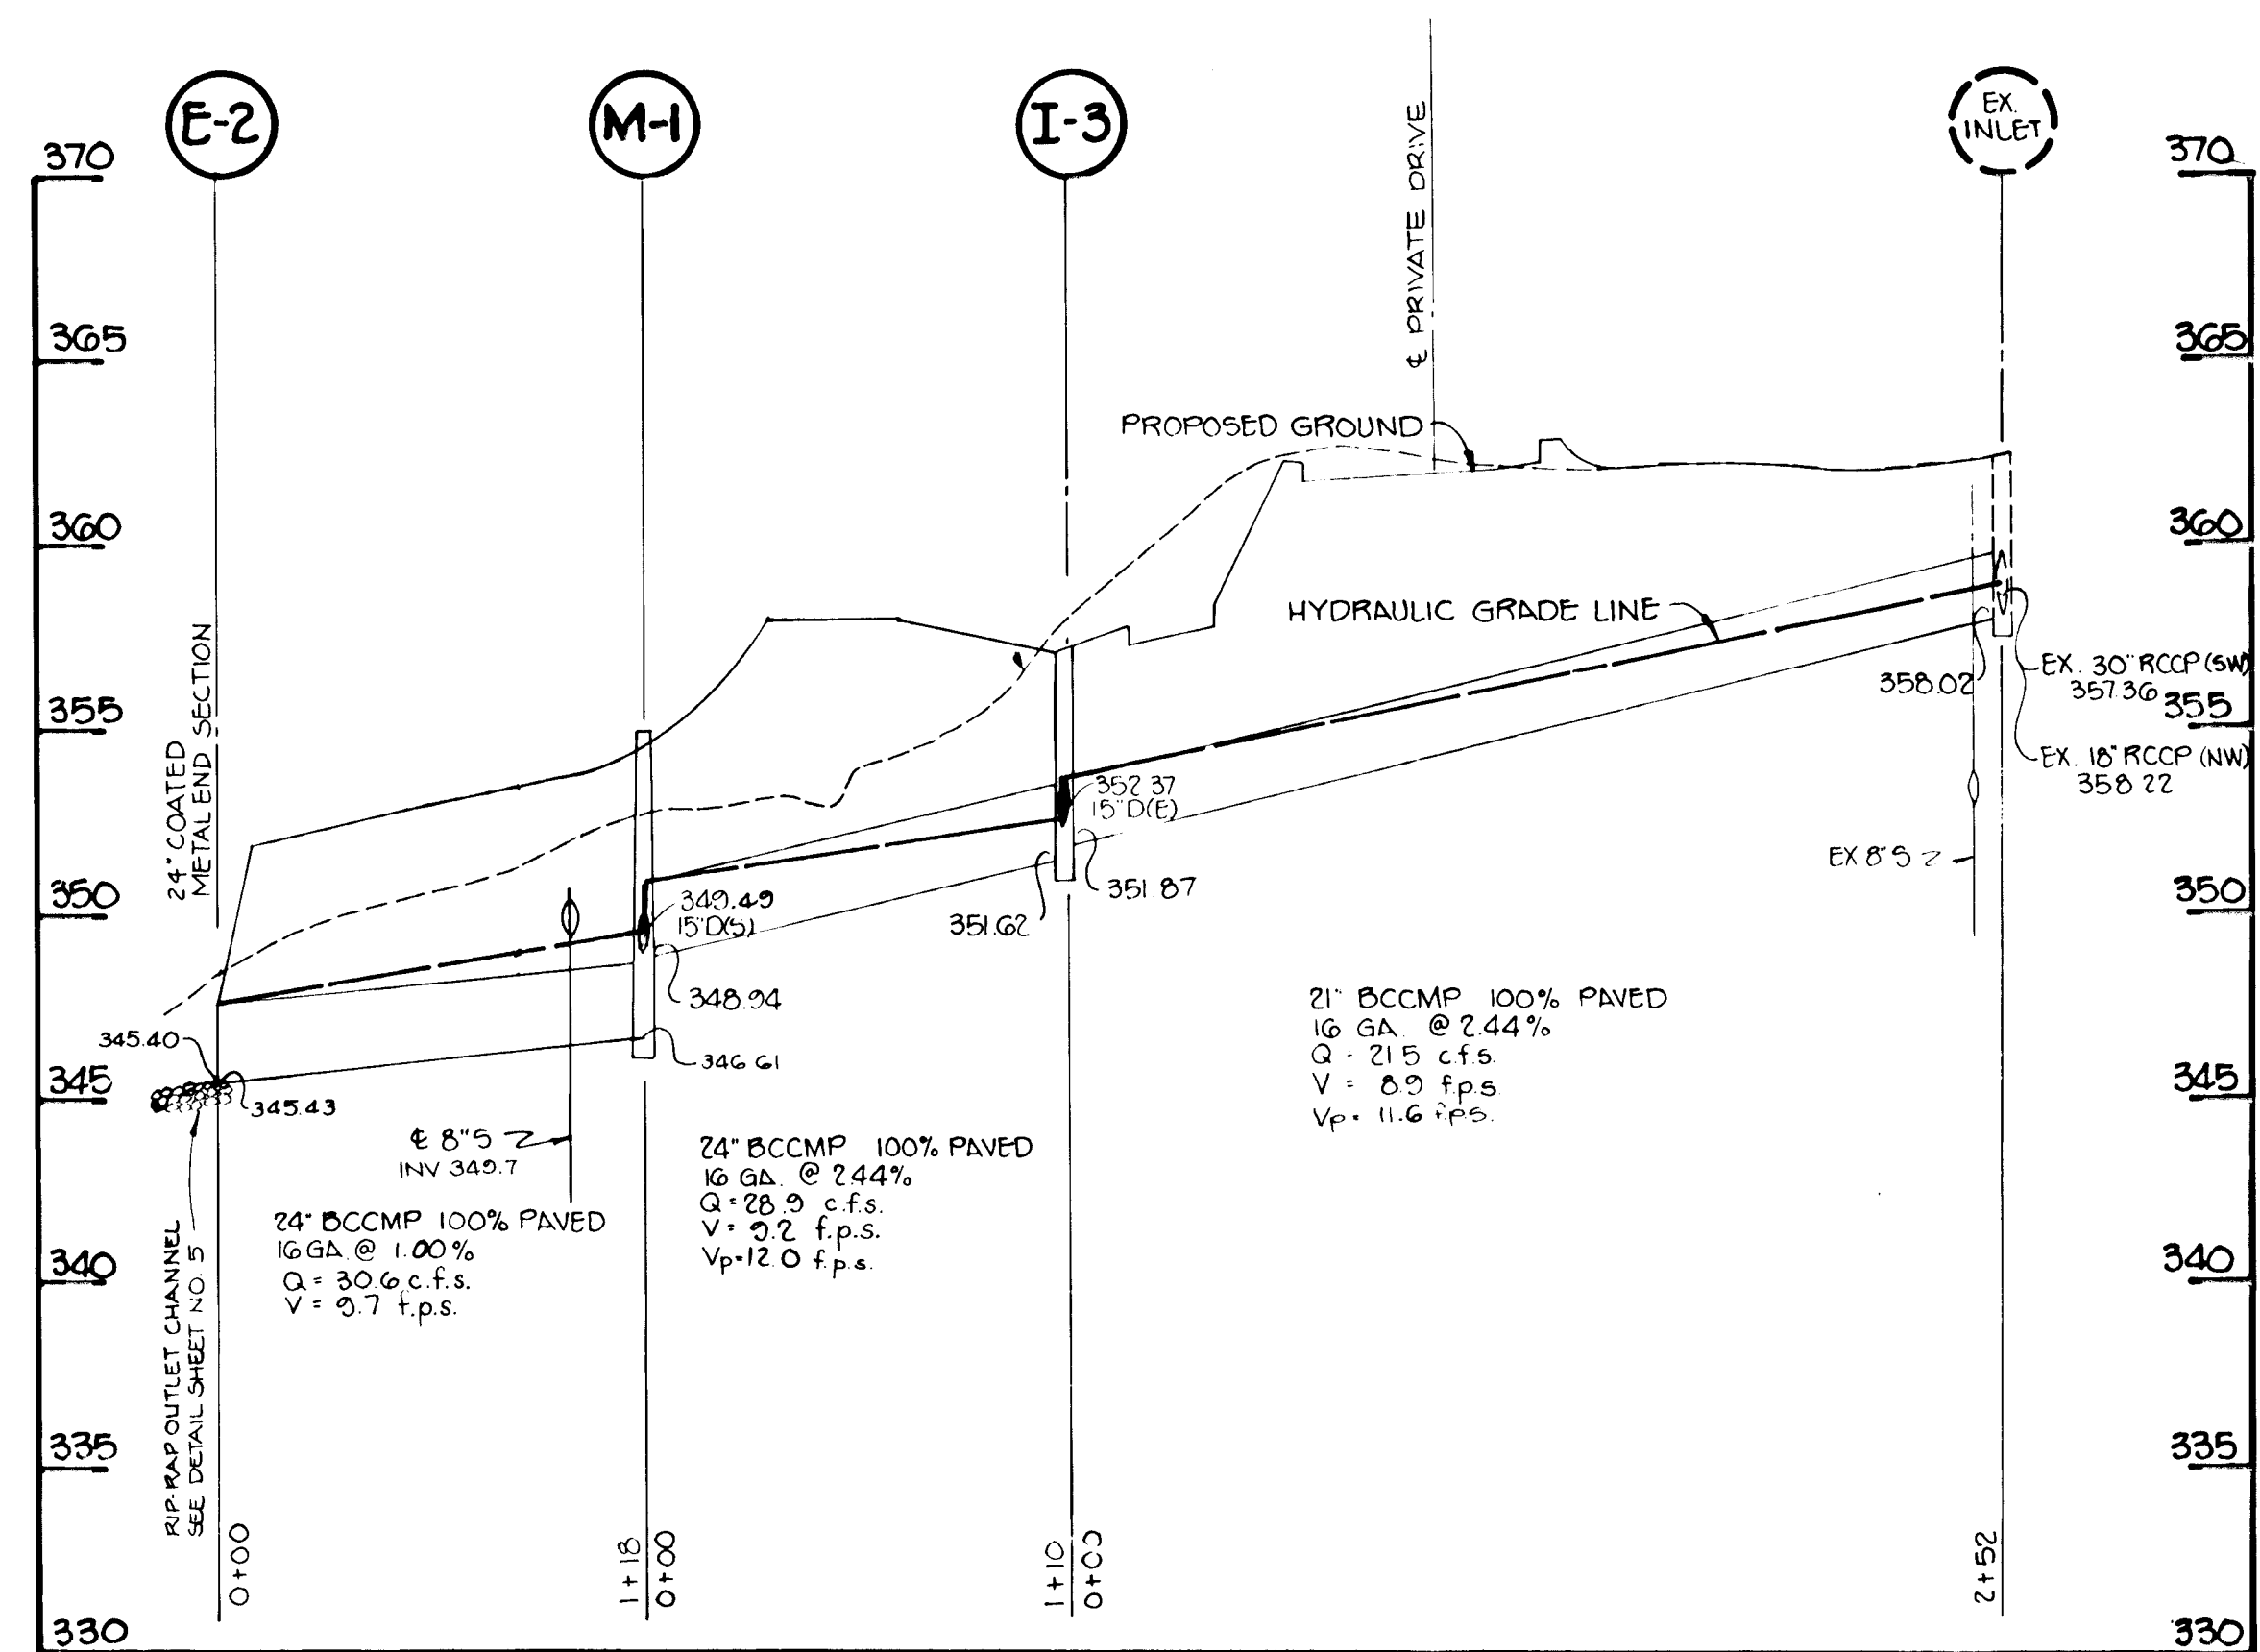 E-2
M-1
I-3
EX.
INLET
370
370
365
365
360
360
355
355
350
350
345
345
340
340
335
335
330
330
℄ PRIVATE DRIVE
PROPOSED GROUND
HYDRAULIC GRADE LINE
24" COATED
METAL END SECTION
358.02
EX. 30" RCCP (SW)
357.36
EX. 18" RCCP (NW)
358.22
EX 8"S
352.37
15"D(E)
351.87
351.62
349.49
15"D(S)
348.94
346.61
345.40
345.43
℄ 8"S
INV 349.7
24" BCCMP 100% PAVED
16 GA. @ 1.00%
Q = 30.6 c.f.s.
V = 9.7 f.p.s.
24" BCCMP 100% PAVED
16 GA. @ 2.44%
Q = 28.9 c.f.s.
V = 9.2 f.p.s.
Vp = 12.0 f.p.s.
21" BCCMP 100% PAVED
16 GA. @ 2.44%
Q = 21.5 c.f.s.
V = 8.9 f.p.s.
Vp = 11.6 f.p.s.
RIP-RAP OUTLET CHANNEL
SEE DETAIL SHEET NO. 5
0+00
1+18
0+00
1+10
0+00
2+52